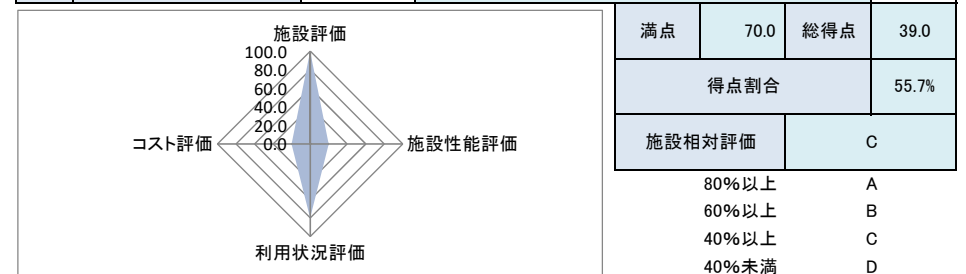 施設評価
100.0
80.0
60.0
40.0
20.0
0.0
コスト評価
施設性能評価
利用状況評価
満点 70.0 総得点 39.0
得点割合 55.7%
施設相対評価 C
80%以上 A
60%以上 B
40%以上 C
40%未満 D